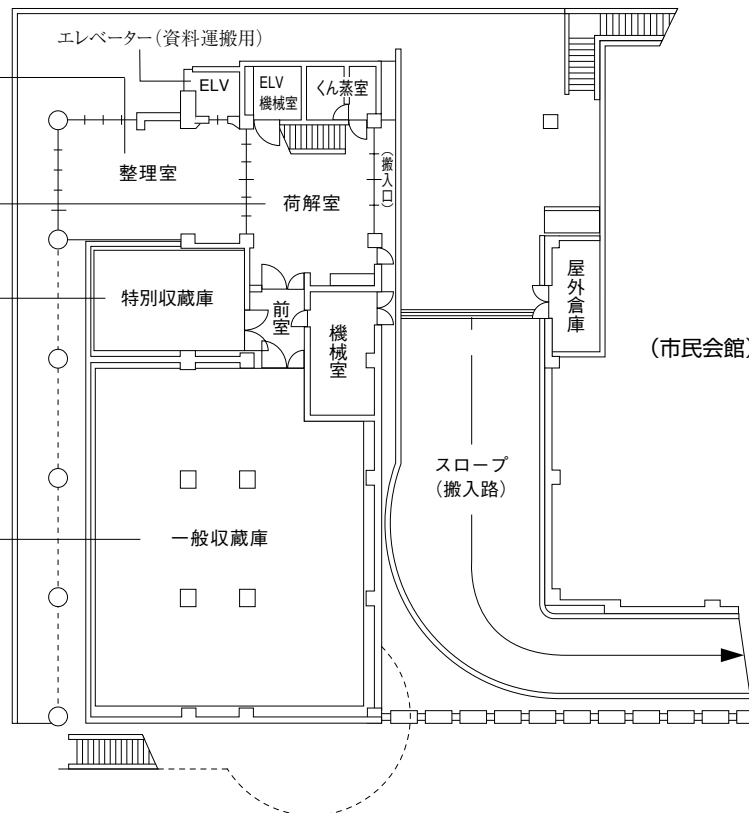 エレベーター（資料運搬用）
ELV
ELV
機械室
くん蒸室
整理室
荷解室
（搬入口）
特別収蔵庫
前室
機械室
屋外倉庫
（市民会館）
スロープ
（搬入路）
一般収蔵庫